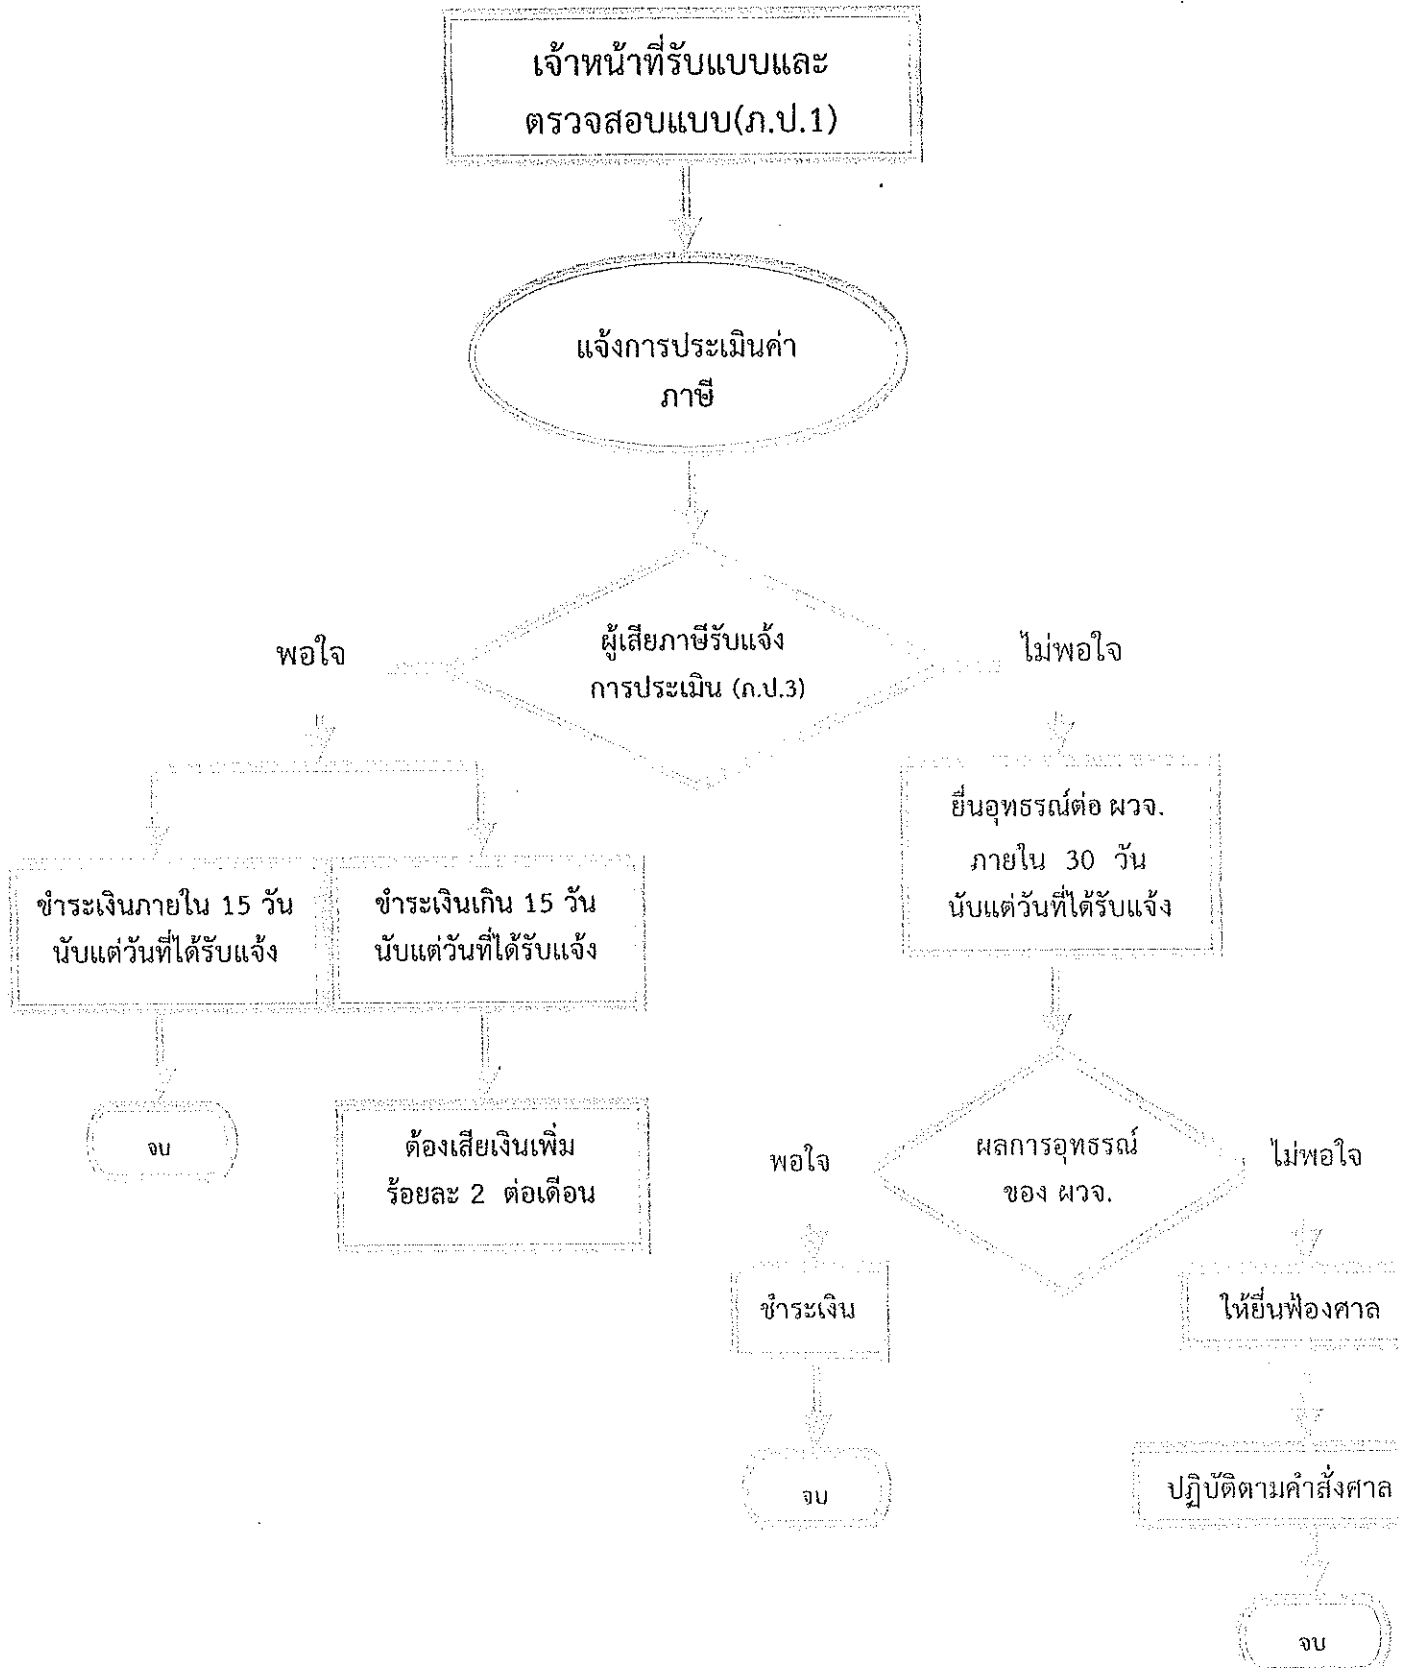 เจ้าหน้าที่รับแบบและ
ตรวจสอบแบบ(ภ.ป.1)
แจ้งการประเมินค่า
ภาษี
ผู้เสียภาษีรับแจ้ง
การประเมิน (ภ.ป.3)
พอใจ
ไม่พอใจ
ชำระเงินภายใน 15 วัน
นับแต่วันที่ได้รับแจ้ง
ชำระเงินเกิน 15 วัน
นับแต่วันที่ได้รับแจ้ง
ยื่นอุทธรณ์ต่อ ผวจ.
ภายใน 30 วัน
นับแต่วันที่ได้รับแจ้ง
จบ
ต้องเสียเงินเพิ่ม
ร้อยละ 2 ต่อเดือน
พอใจ
ผลการอุทธรณ์
ของ ผวจ.
ไม่พอใจ
ชำระเงิน
ให้ยื่นฟ้องศาล
จบ
ปฏิบัติตามคำสั่งศาล
จบ